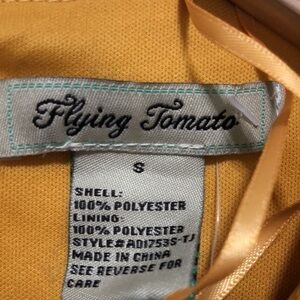 Flying Tomato
S
SHELL:
100% POLYESTER
LINING:
100% POLYESTER
STYLE# AD1753S-TJ
MADE IN CHINA
SEE REVERSE FOR
CARE